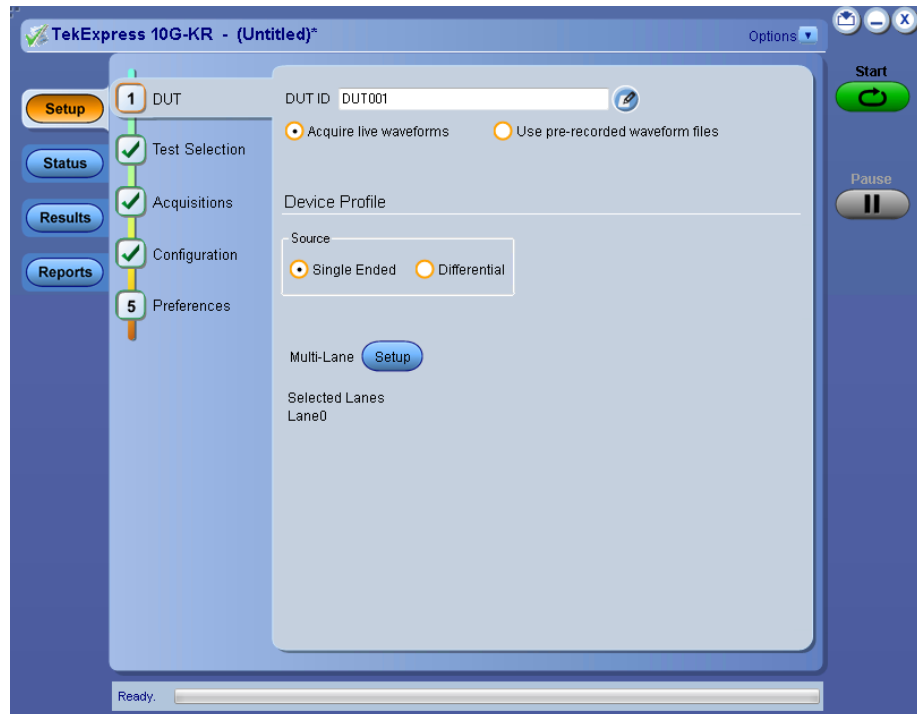 TekExpress 10G-KR - (Untitled)*
Options
Start
Pause
Setup
Status
Results
Reports
1 DUT
Test Selection
Acquisitions
Configuration
5 Preferences
DUT ID DUT001
Acquire live waveforms
Use pre-recorded waveform files
Device Profile
Source
Single Ended
Differential
Multi-Lane Setup
Selected Lanes
Lane0
Ready.